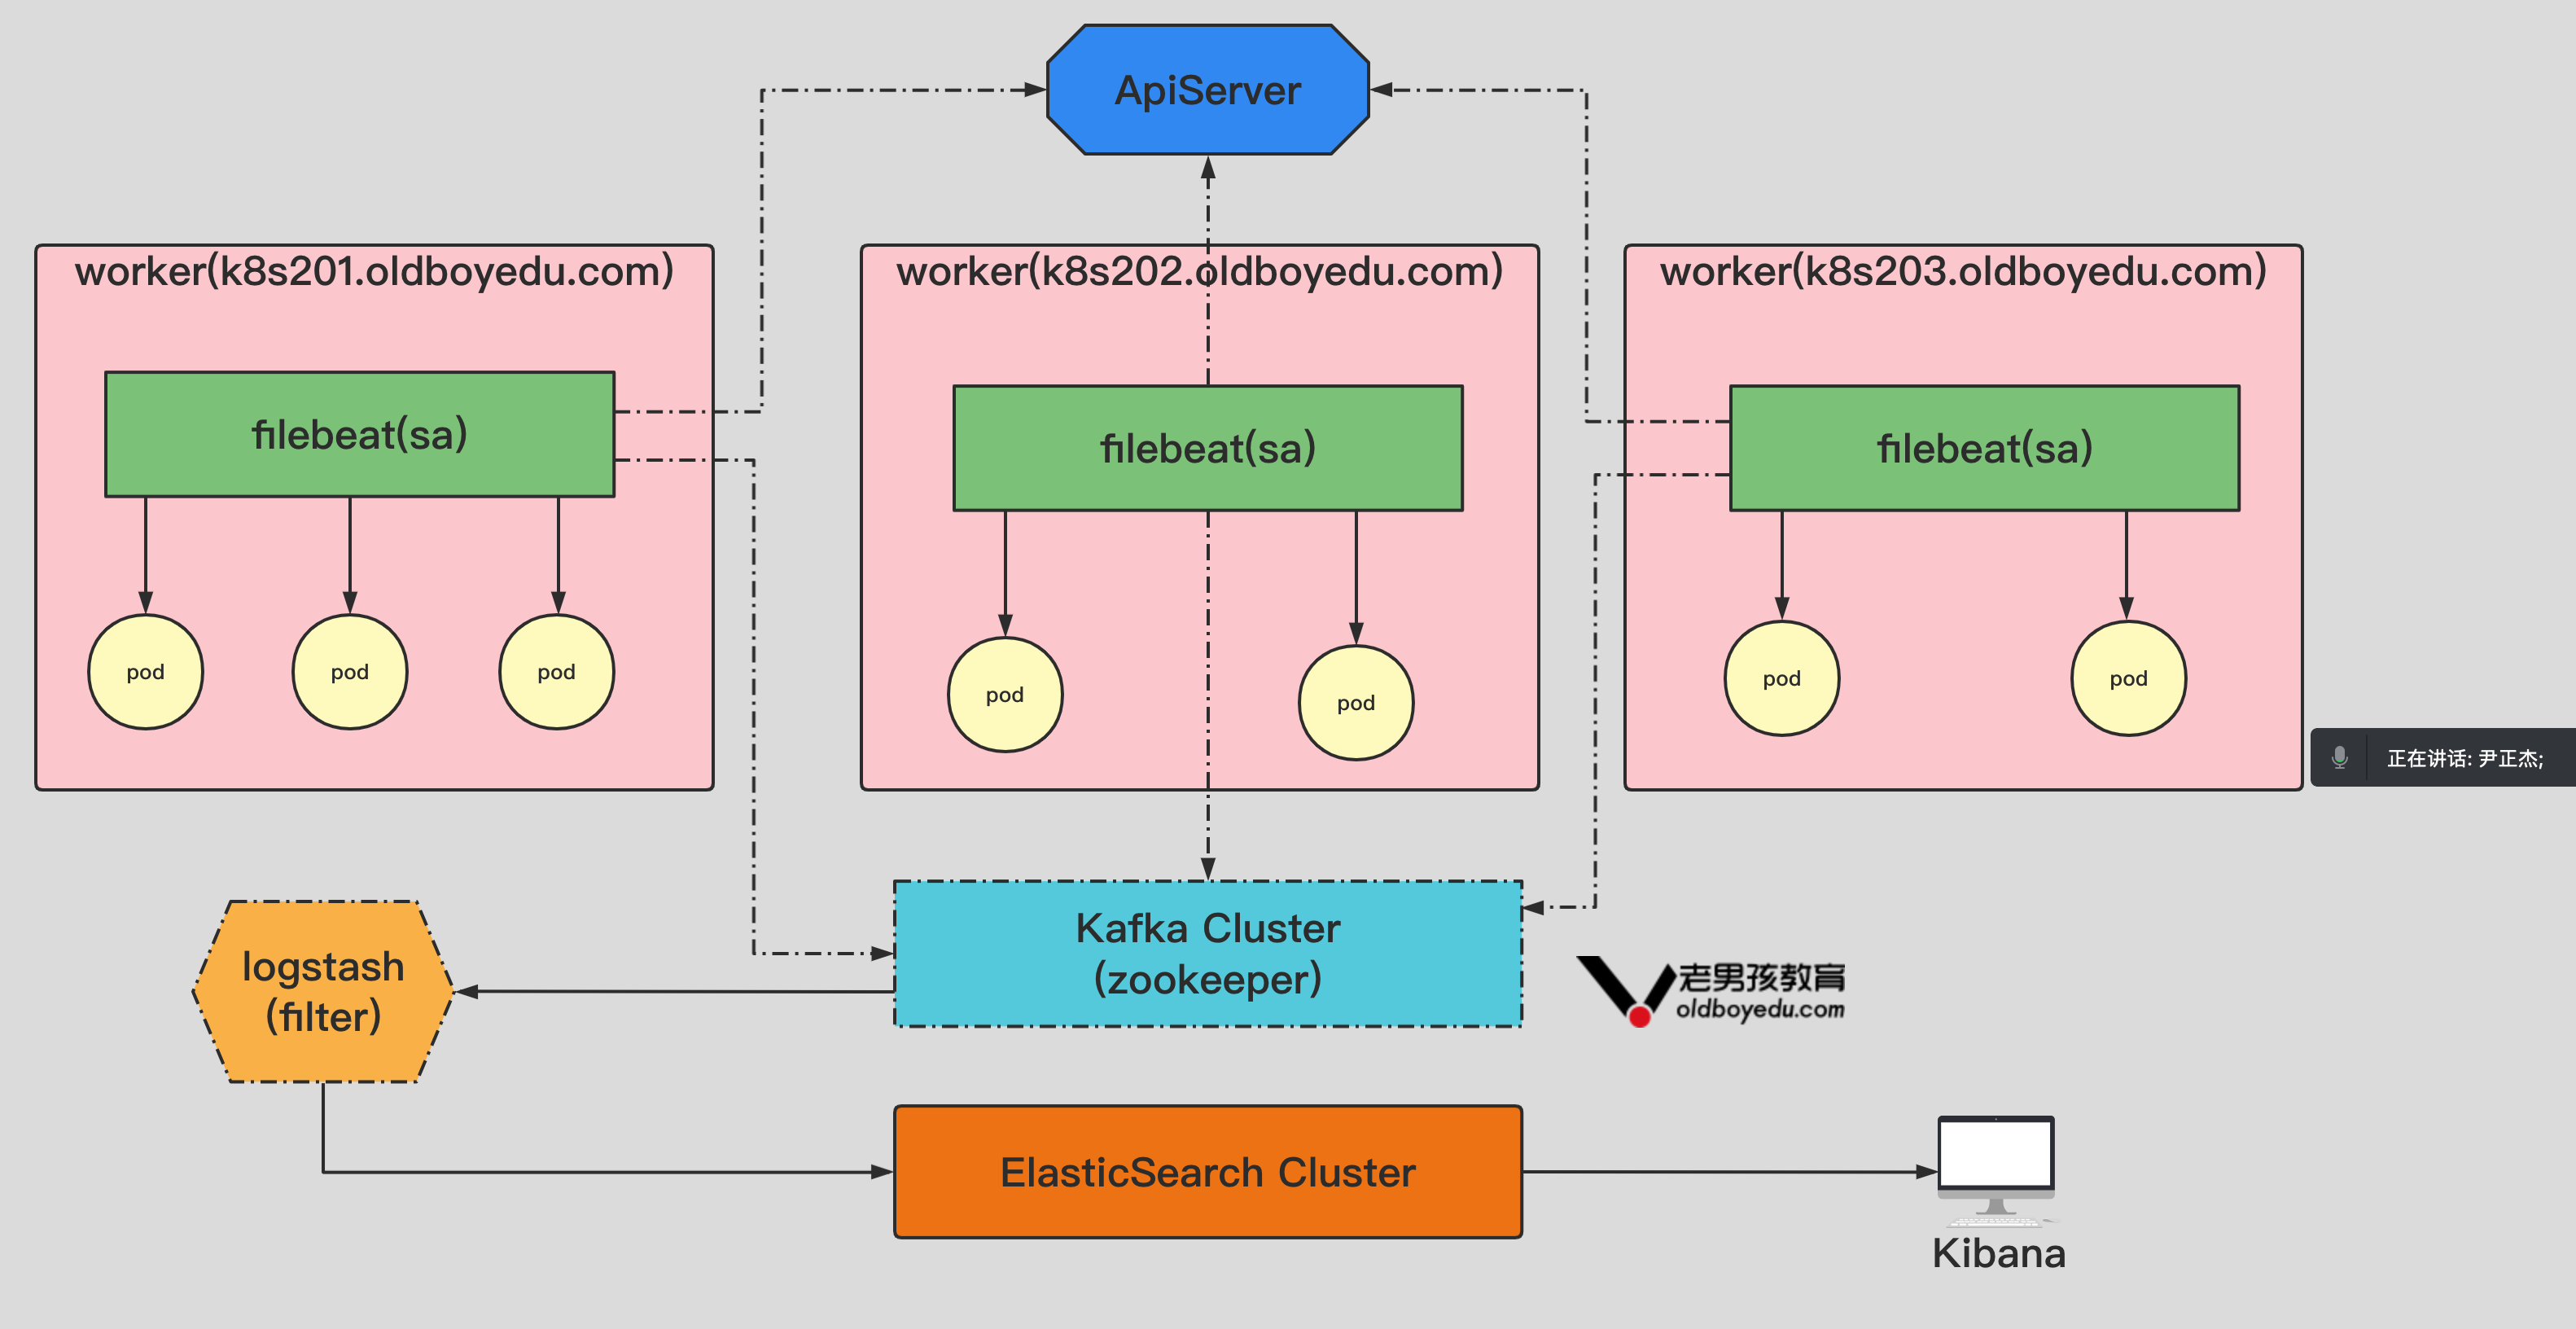 ApiServer
worker(k8s201.oldboyedu.com)
worker(k8s202.oldboyedu.com)
worker(k8s203.oldboyedu.com)
filebeat(sa)
filebeat(sa)
filebeat(sa)
pod
pod
pod
pod
pod
pod
pod
正在讲话: 尹正杰;
Kafka Cluster
(zookeeper)
logstash
(filter)
老男孩教育
oldboyedu.com
ElasticSearch Cluster
Kibana